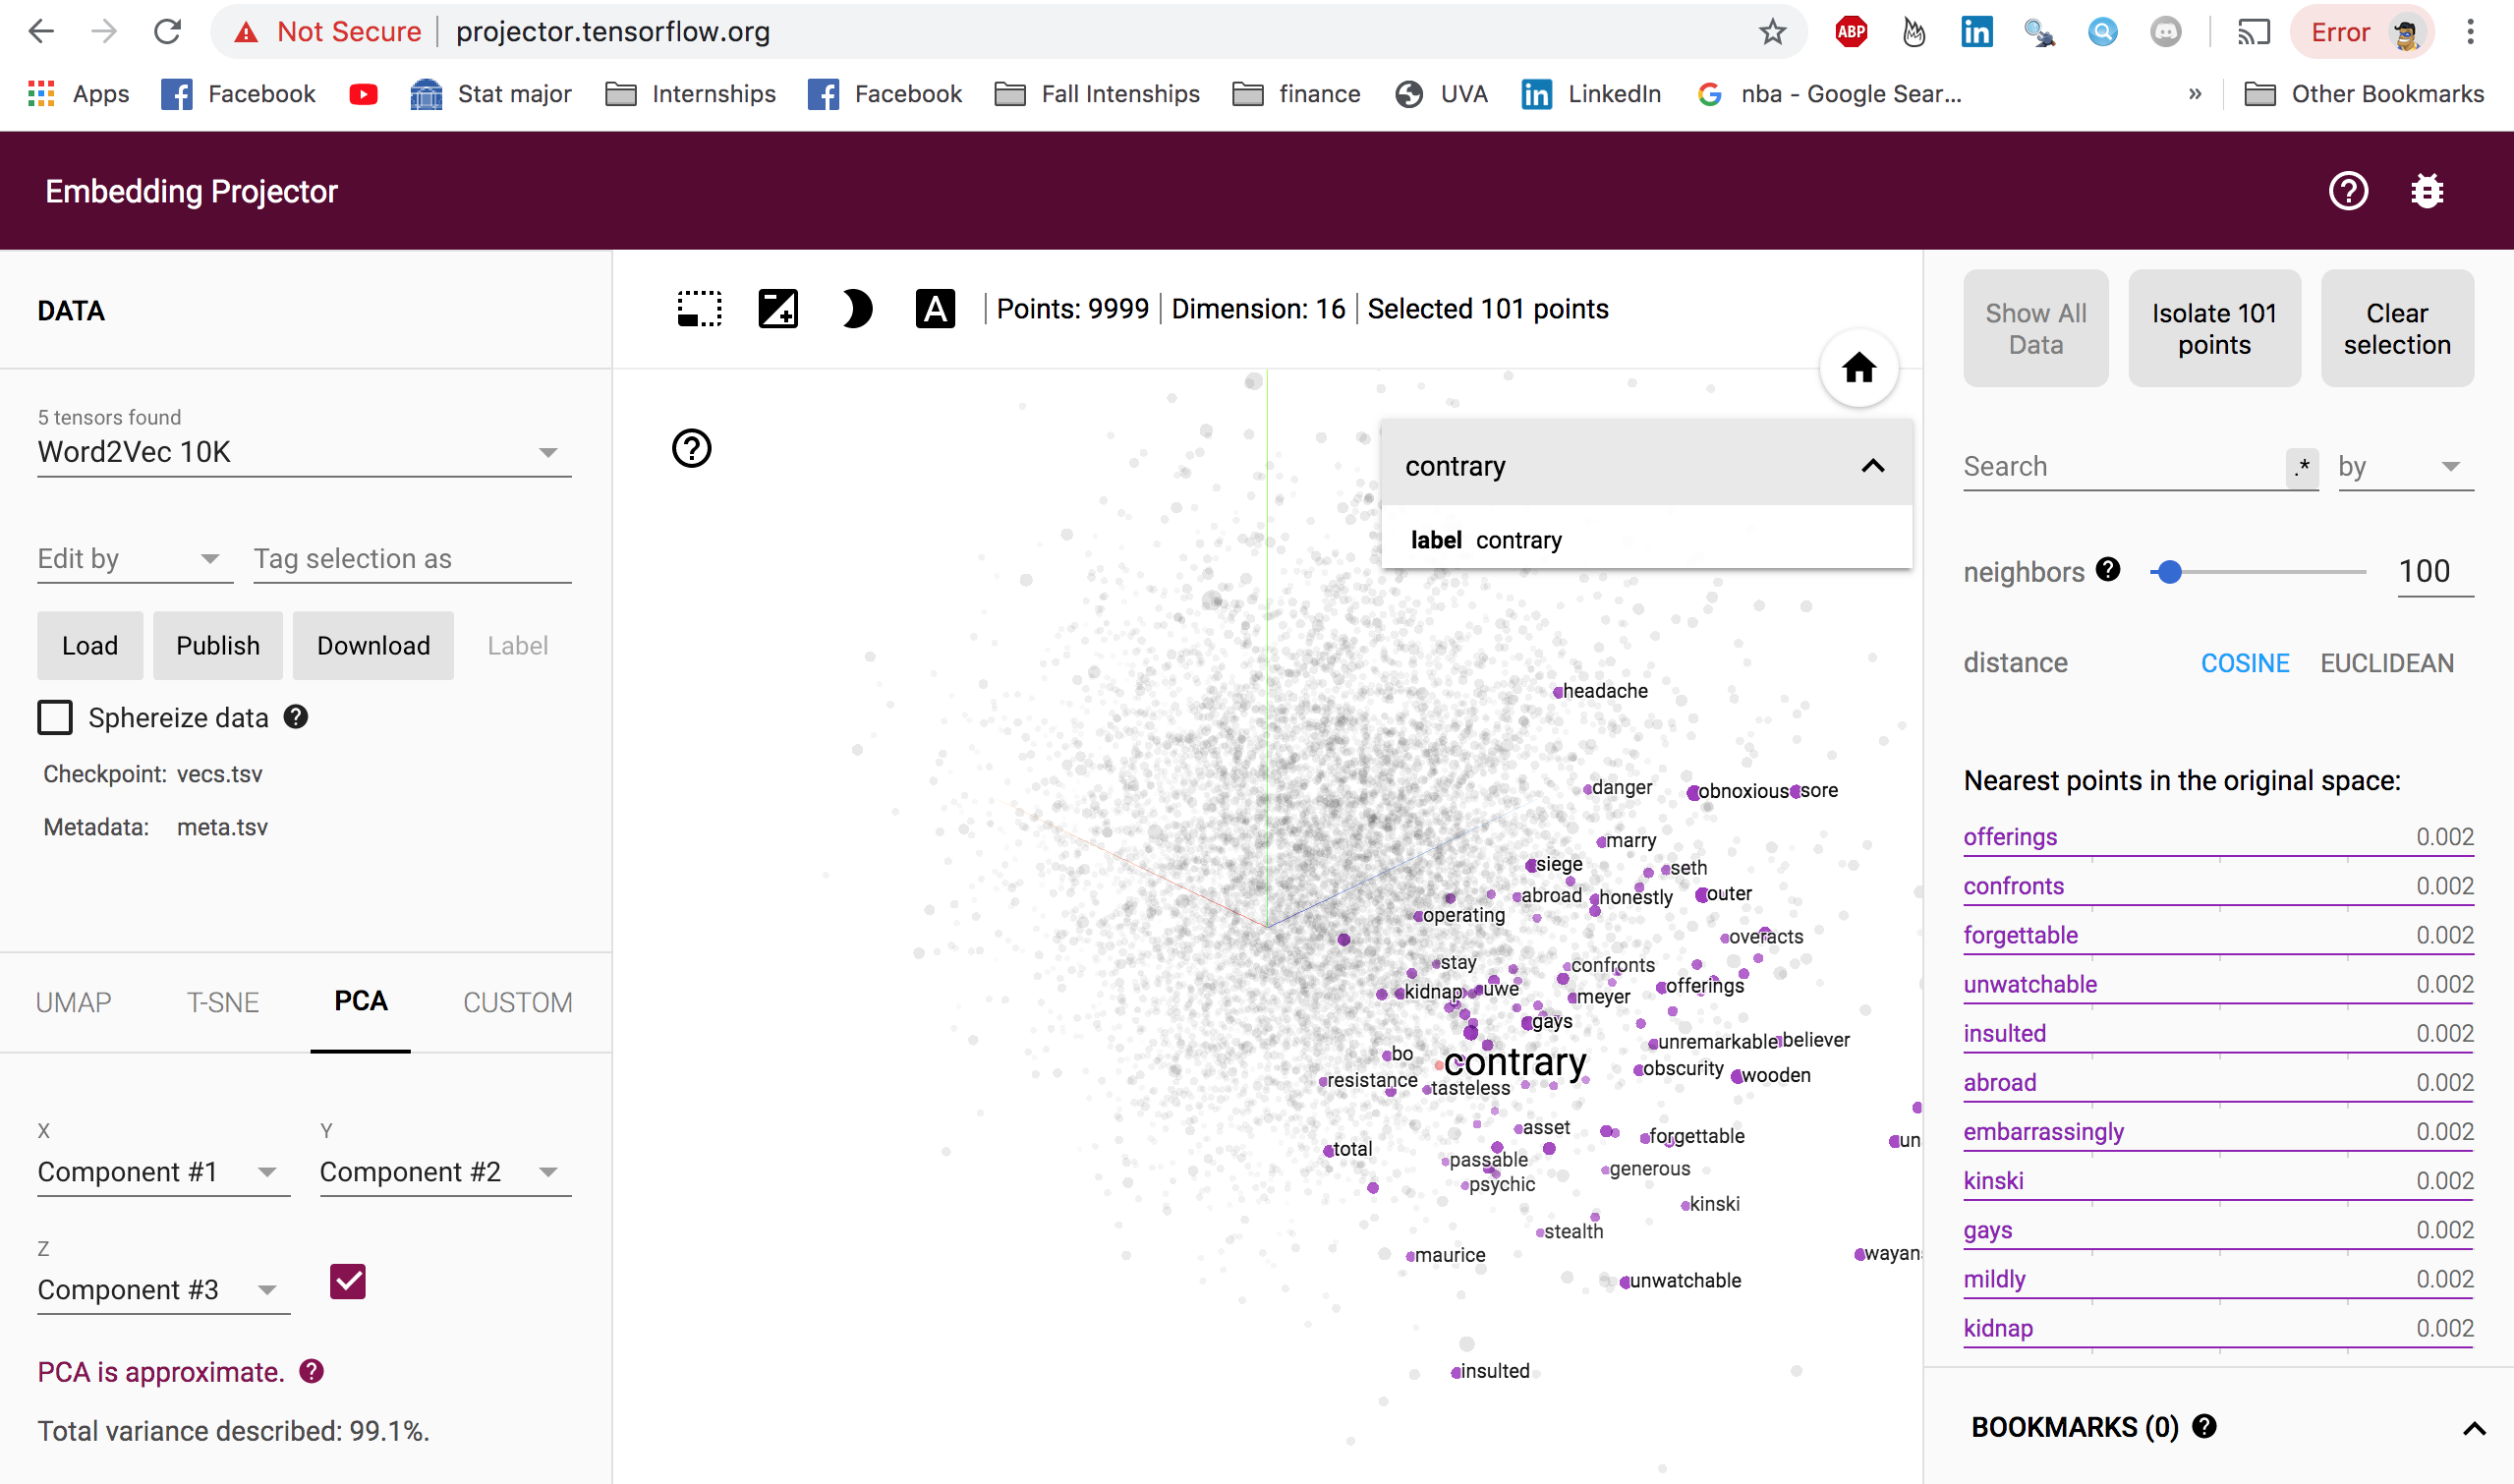 Not Secure
projector.tensorflow.org
ABP
in
Error
Apps
Facebook
Stat major
Internships
Facebook
Fall Intenships
finance
UVA
in
LinkedIn
nba - Google Sear...
»
Other Bookmarks
Embedding Projector
DATA
A
Points: 9999
Dimension: 16
Selected 101 points
Show All Data
Isolate 101 points
Clear selection
5 tensors found
Word2Vec 10K
Edit by
Tag selection as
Load
Publish
Download
Label
Sphereize data
Checkpoint: vecs.tsv
Metadata: meta.tsv
UMAP
T-SNE
PCA
CUSTOM
X
Component #1
Y
Component #2
Z
Component #3
PCA is approximate.
Total variance described: 99.1%.
contrary
label contrary
headache
danger
obnoxious
sore
marry
siege
seth
abroad
honestly
outer
operating
overacts
stay
confronts
kidnap
uwe
meyer
offerings
gays
unremarkable
believer
bo
contrary
obscurity
wooden
resistance
tasteless
asset
forgettable
total
un
passable
generous
psychic
kinski
stealth
maurice
wayans
unwatchable
insulted
Search
.*
by
neighbors
100
distance
COSINE
EUCLIDEAN
Nearest points in the original space:
offerings 0.002
confronts 0.002
forgettable 0.002
unwatchable 0.002
insulted 0.002
abroad 0.002
embarrassingly 0.002
kinski 0.002
gays 0.002
mildly 0.002
kidnap 0.002
BOOKMARKS (0)